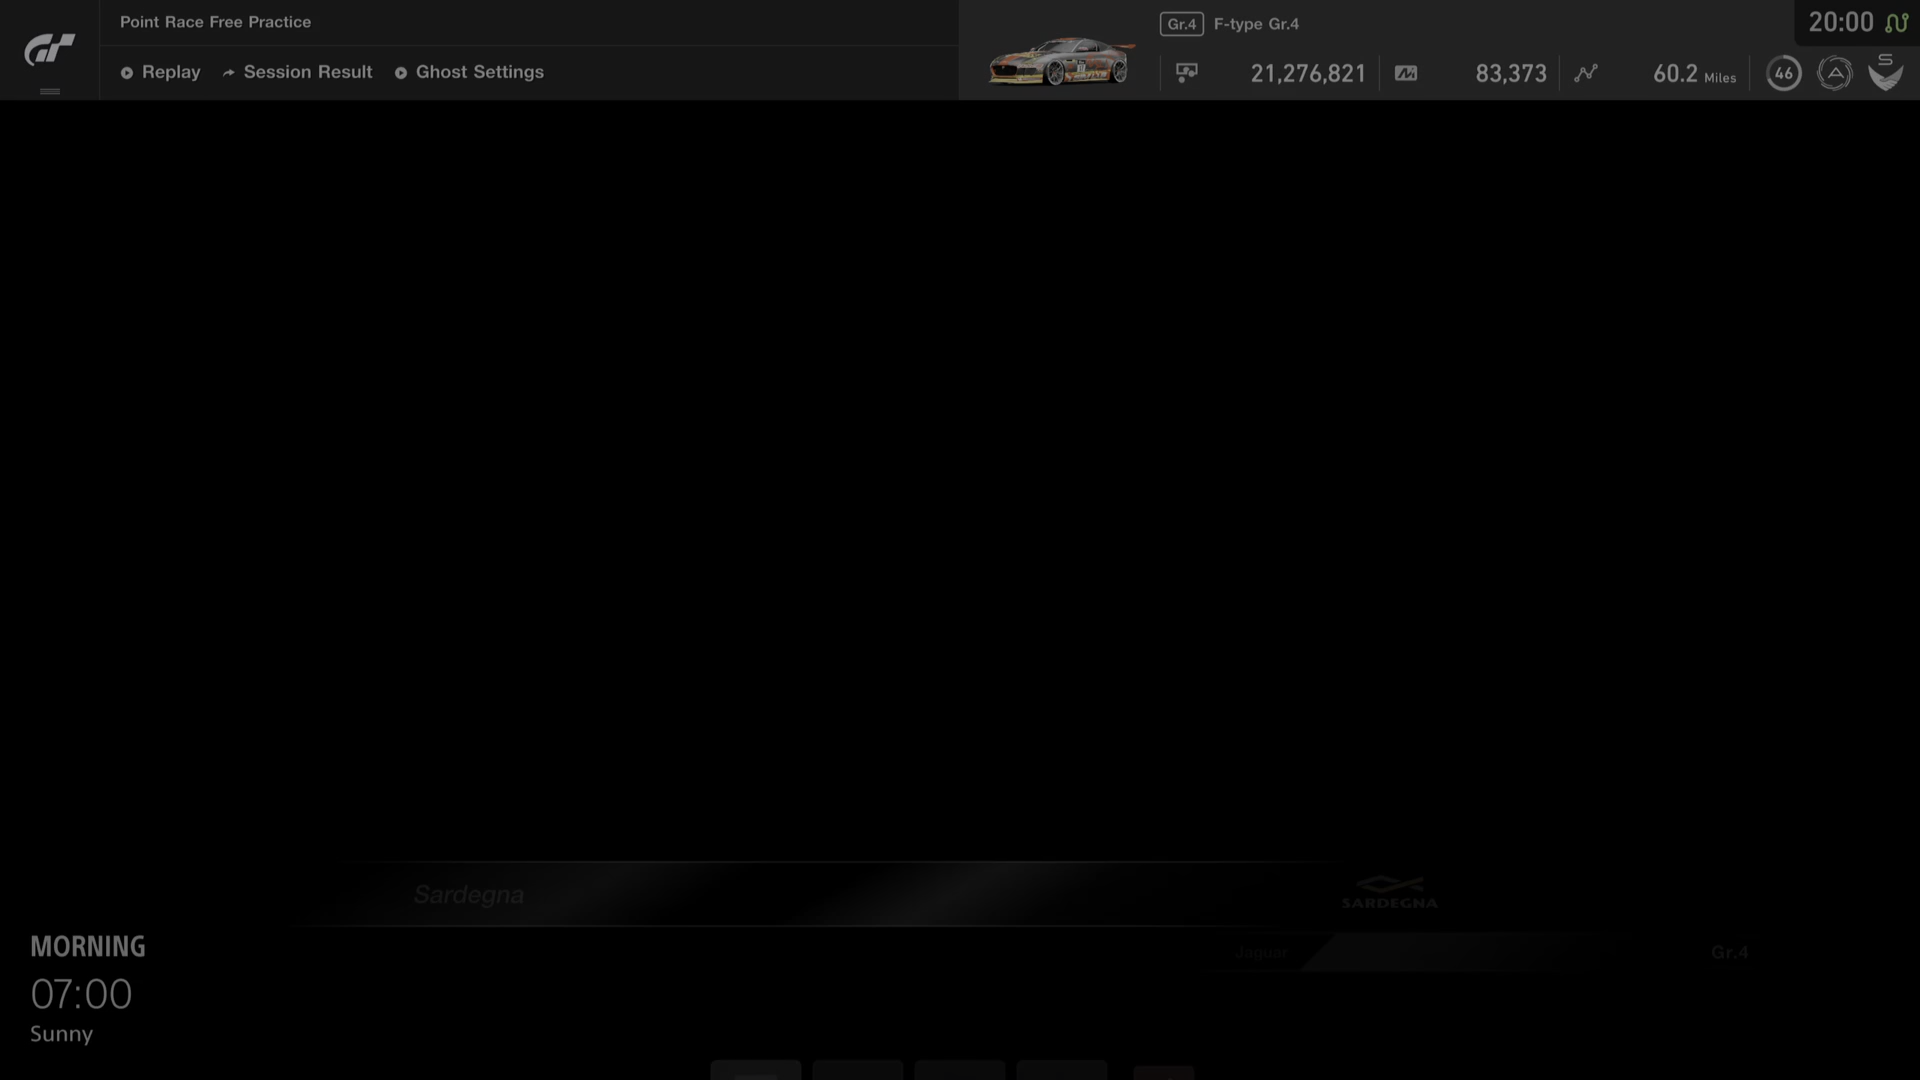 Point Race Free Practice
Replay
Session Result
Ghost Settings
Gr.4
F-type Gr.4
20:00
21,276,821
83,373
60.2 Miles
46
A
S
Sardegna
SARDEGNA
Jaguar
Gr.4
MORNING
07:00
Sunny